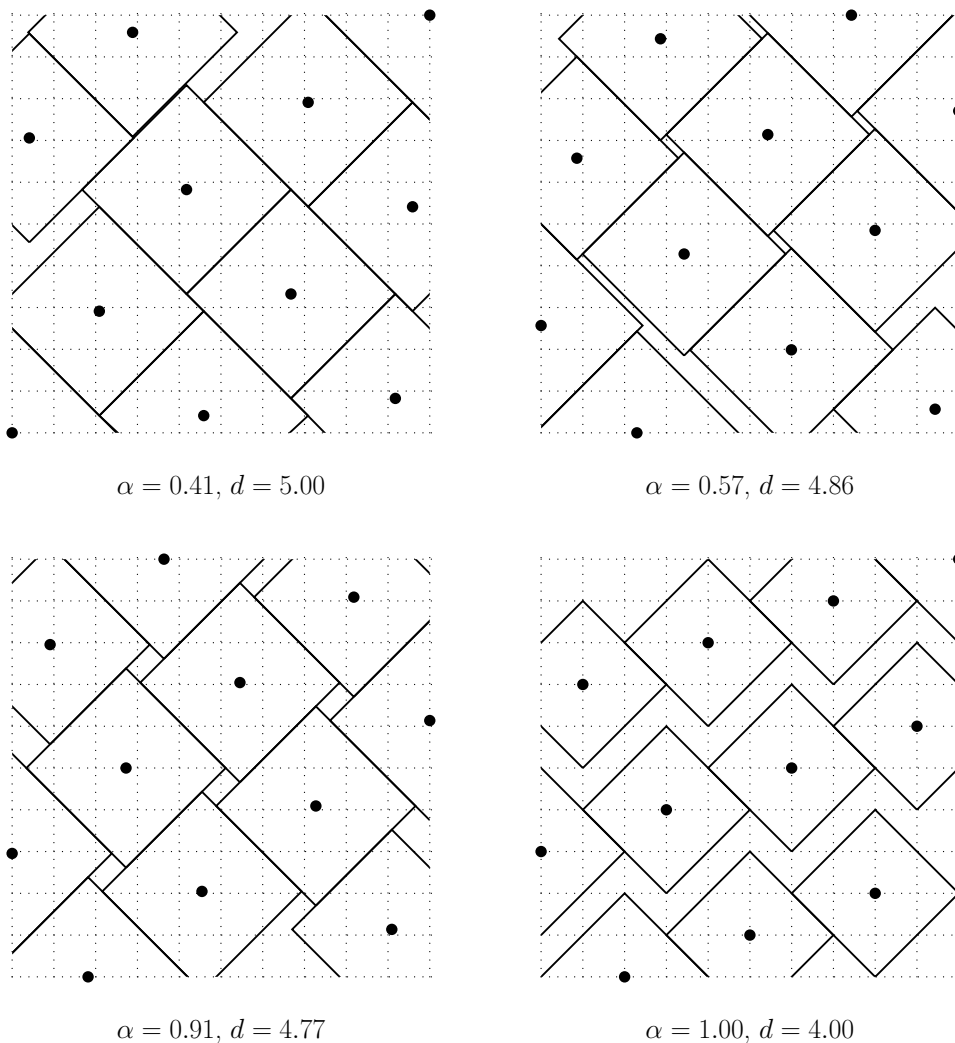 α = 0.41, d = 5.00
α = 0.57, d = 4.86
α = 0.91, d = 4.77
α = 1.00, d = 4.00